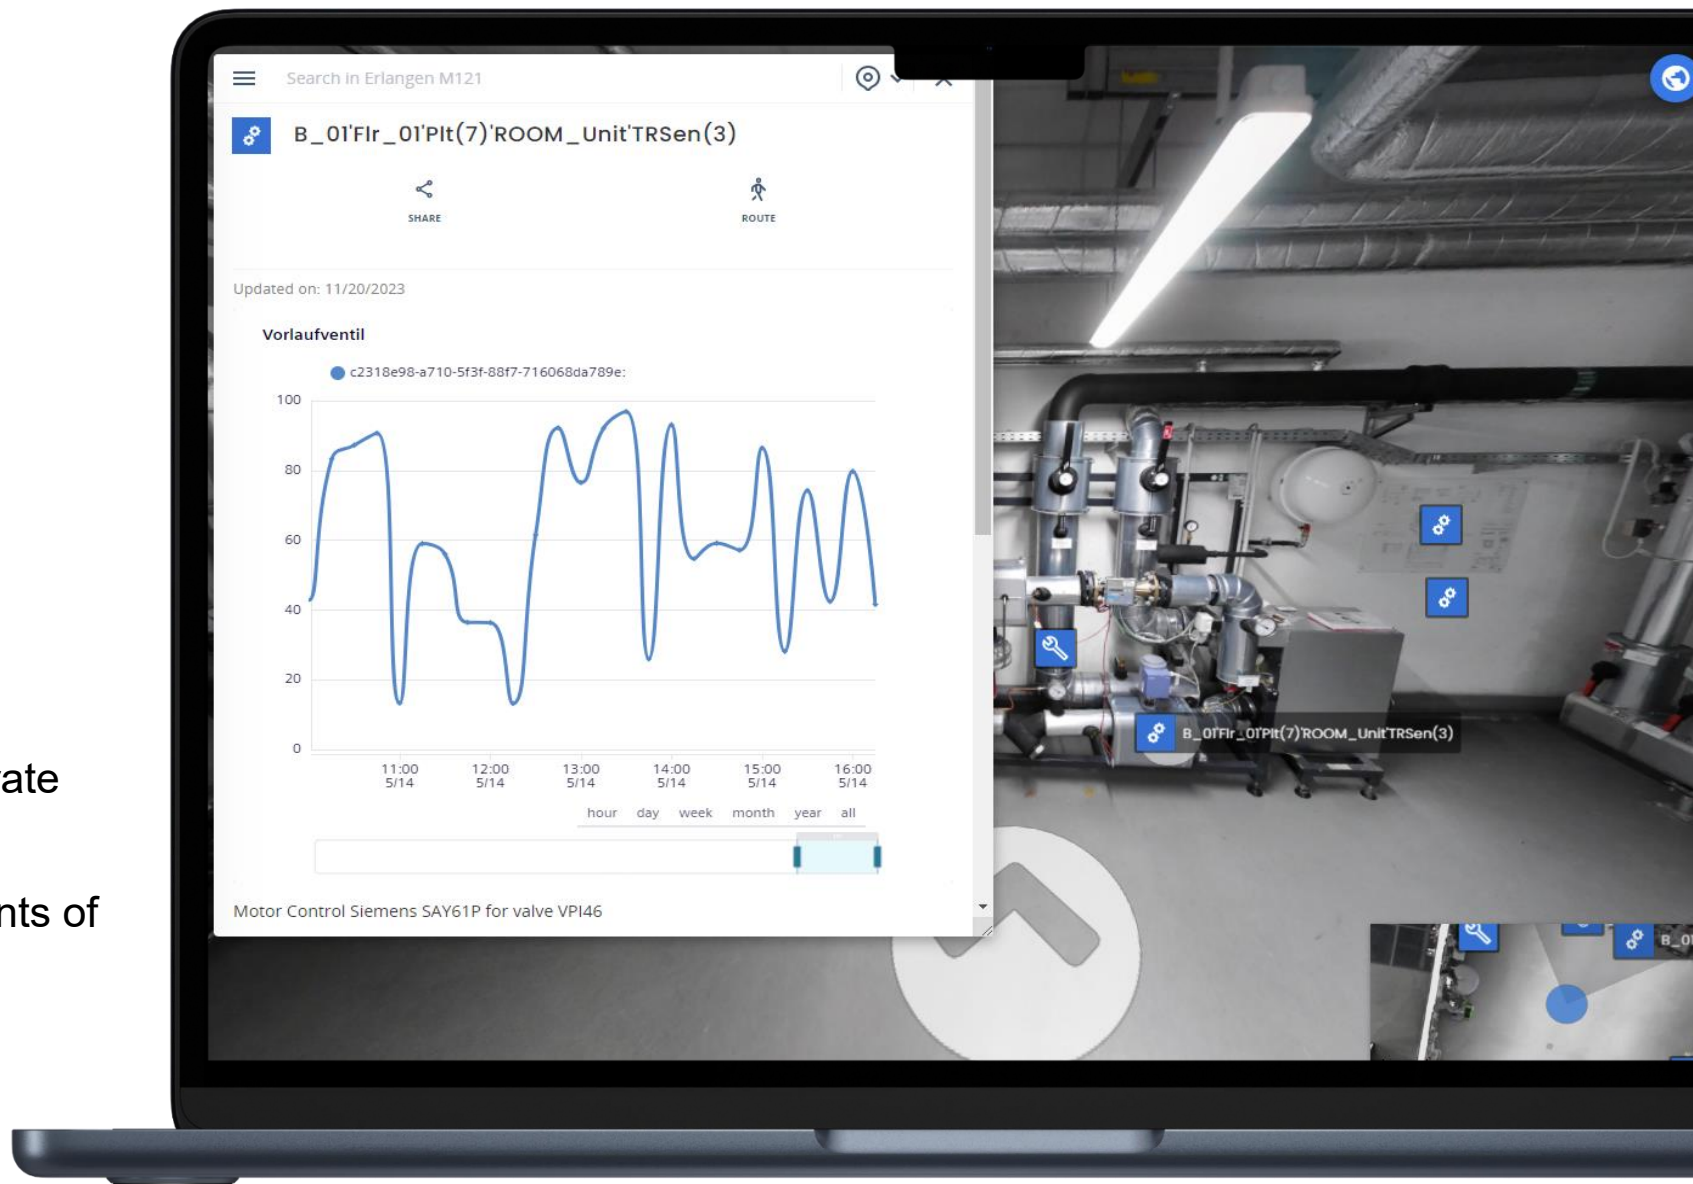 Search in Erlangen M121
B_01'Flr_01'Plt(7)'ROOM_Unit'TRSen(3)
SHARE
ROUTE
Updated on: 11/20/2023
Vorlaufventil
c2318e98-a710-5f3f-88f7-716068da789e:
100
80
60
40
20
0
11:00 12:00 13:00 14:00 15:00 16:00
5/14 5/14 5/14 5/14 5/14 5/14
hour day week month year all
Motor Control Siemens SAY61P for valve VPI46
B_01'Flr_01'Plt(7)'ROOM_Unit'TRSen(3)
B_01
ate
nts of